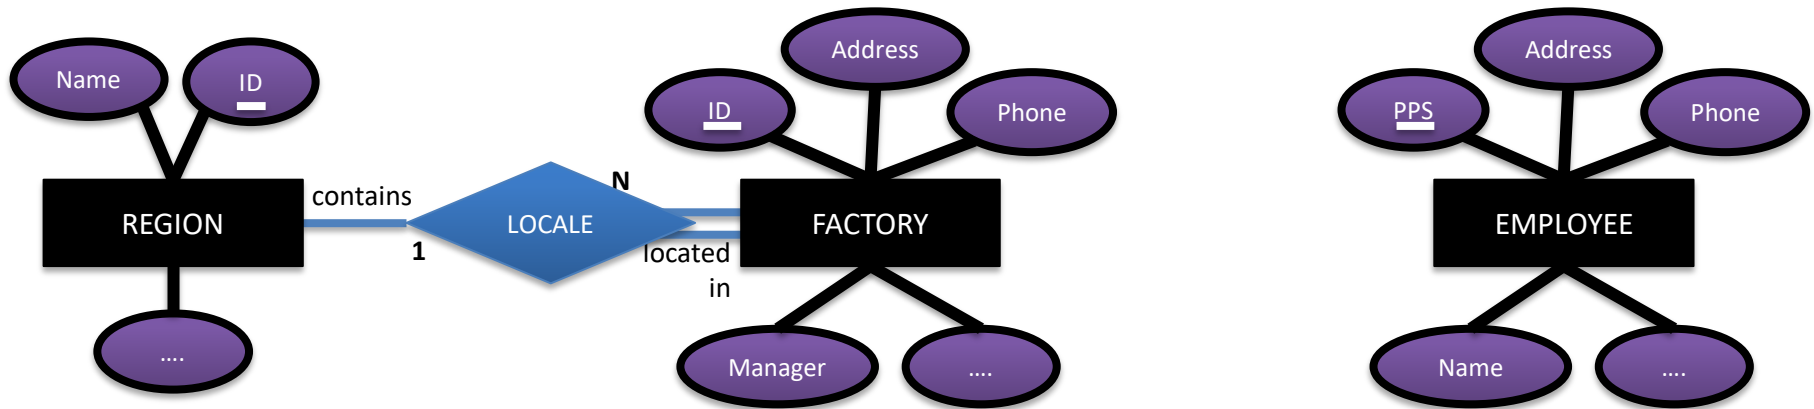 Name
ID
contains
REGION
1
LOCALE
N
located
in
....
Address
ID
Phone
FACTORY
Manager
....
Address
PPS
Phone
EMPLOYEE
Name
....